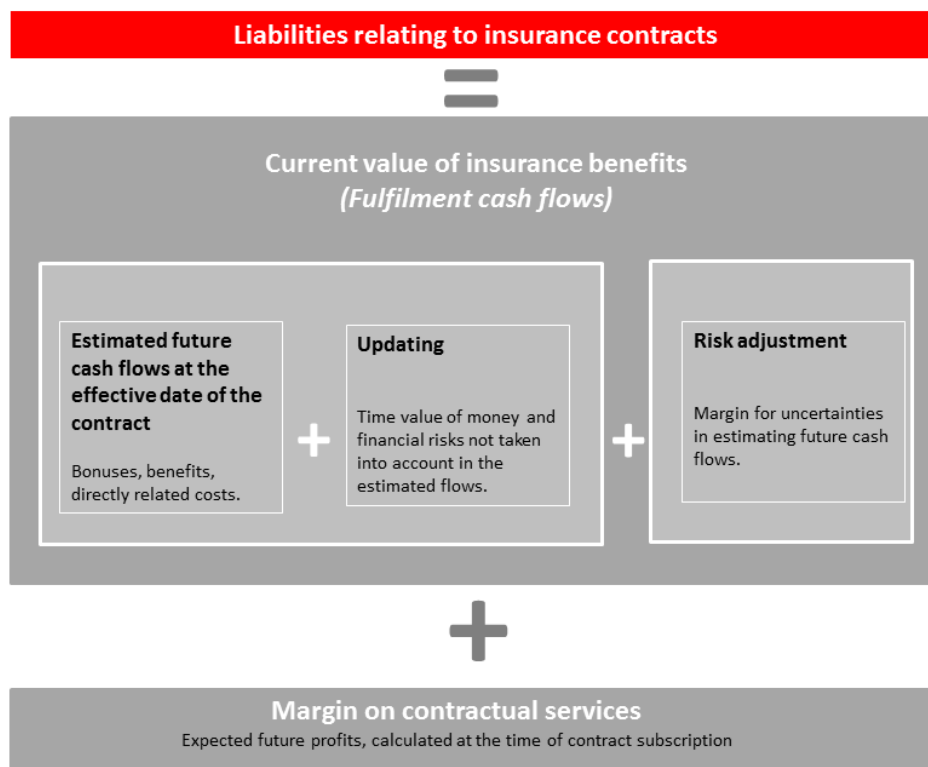 Liabilities relating to insurance contracts
=
Current value of insurance benefits
(Fulfilment cash flows)
Estimated future
cash flows at the
effective date of the
contract
Bonuses, benefits,
directly related costs.
+
Updating
Time value of money and
financial risks not taken
into account in the
estimated flows.
+
Risk adjustment
Margin for uncertainties
in estimating future cash
flows.
+
Margin on contractual services
Expected future profits, calculated at the time of contract subscription